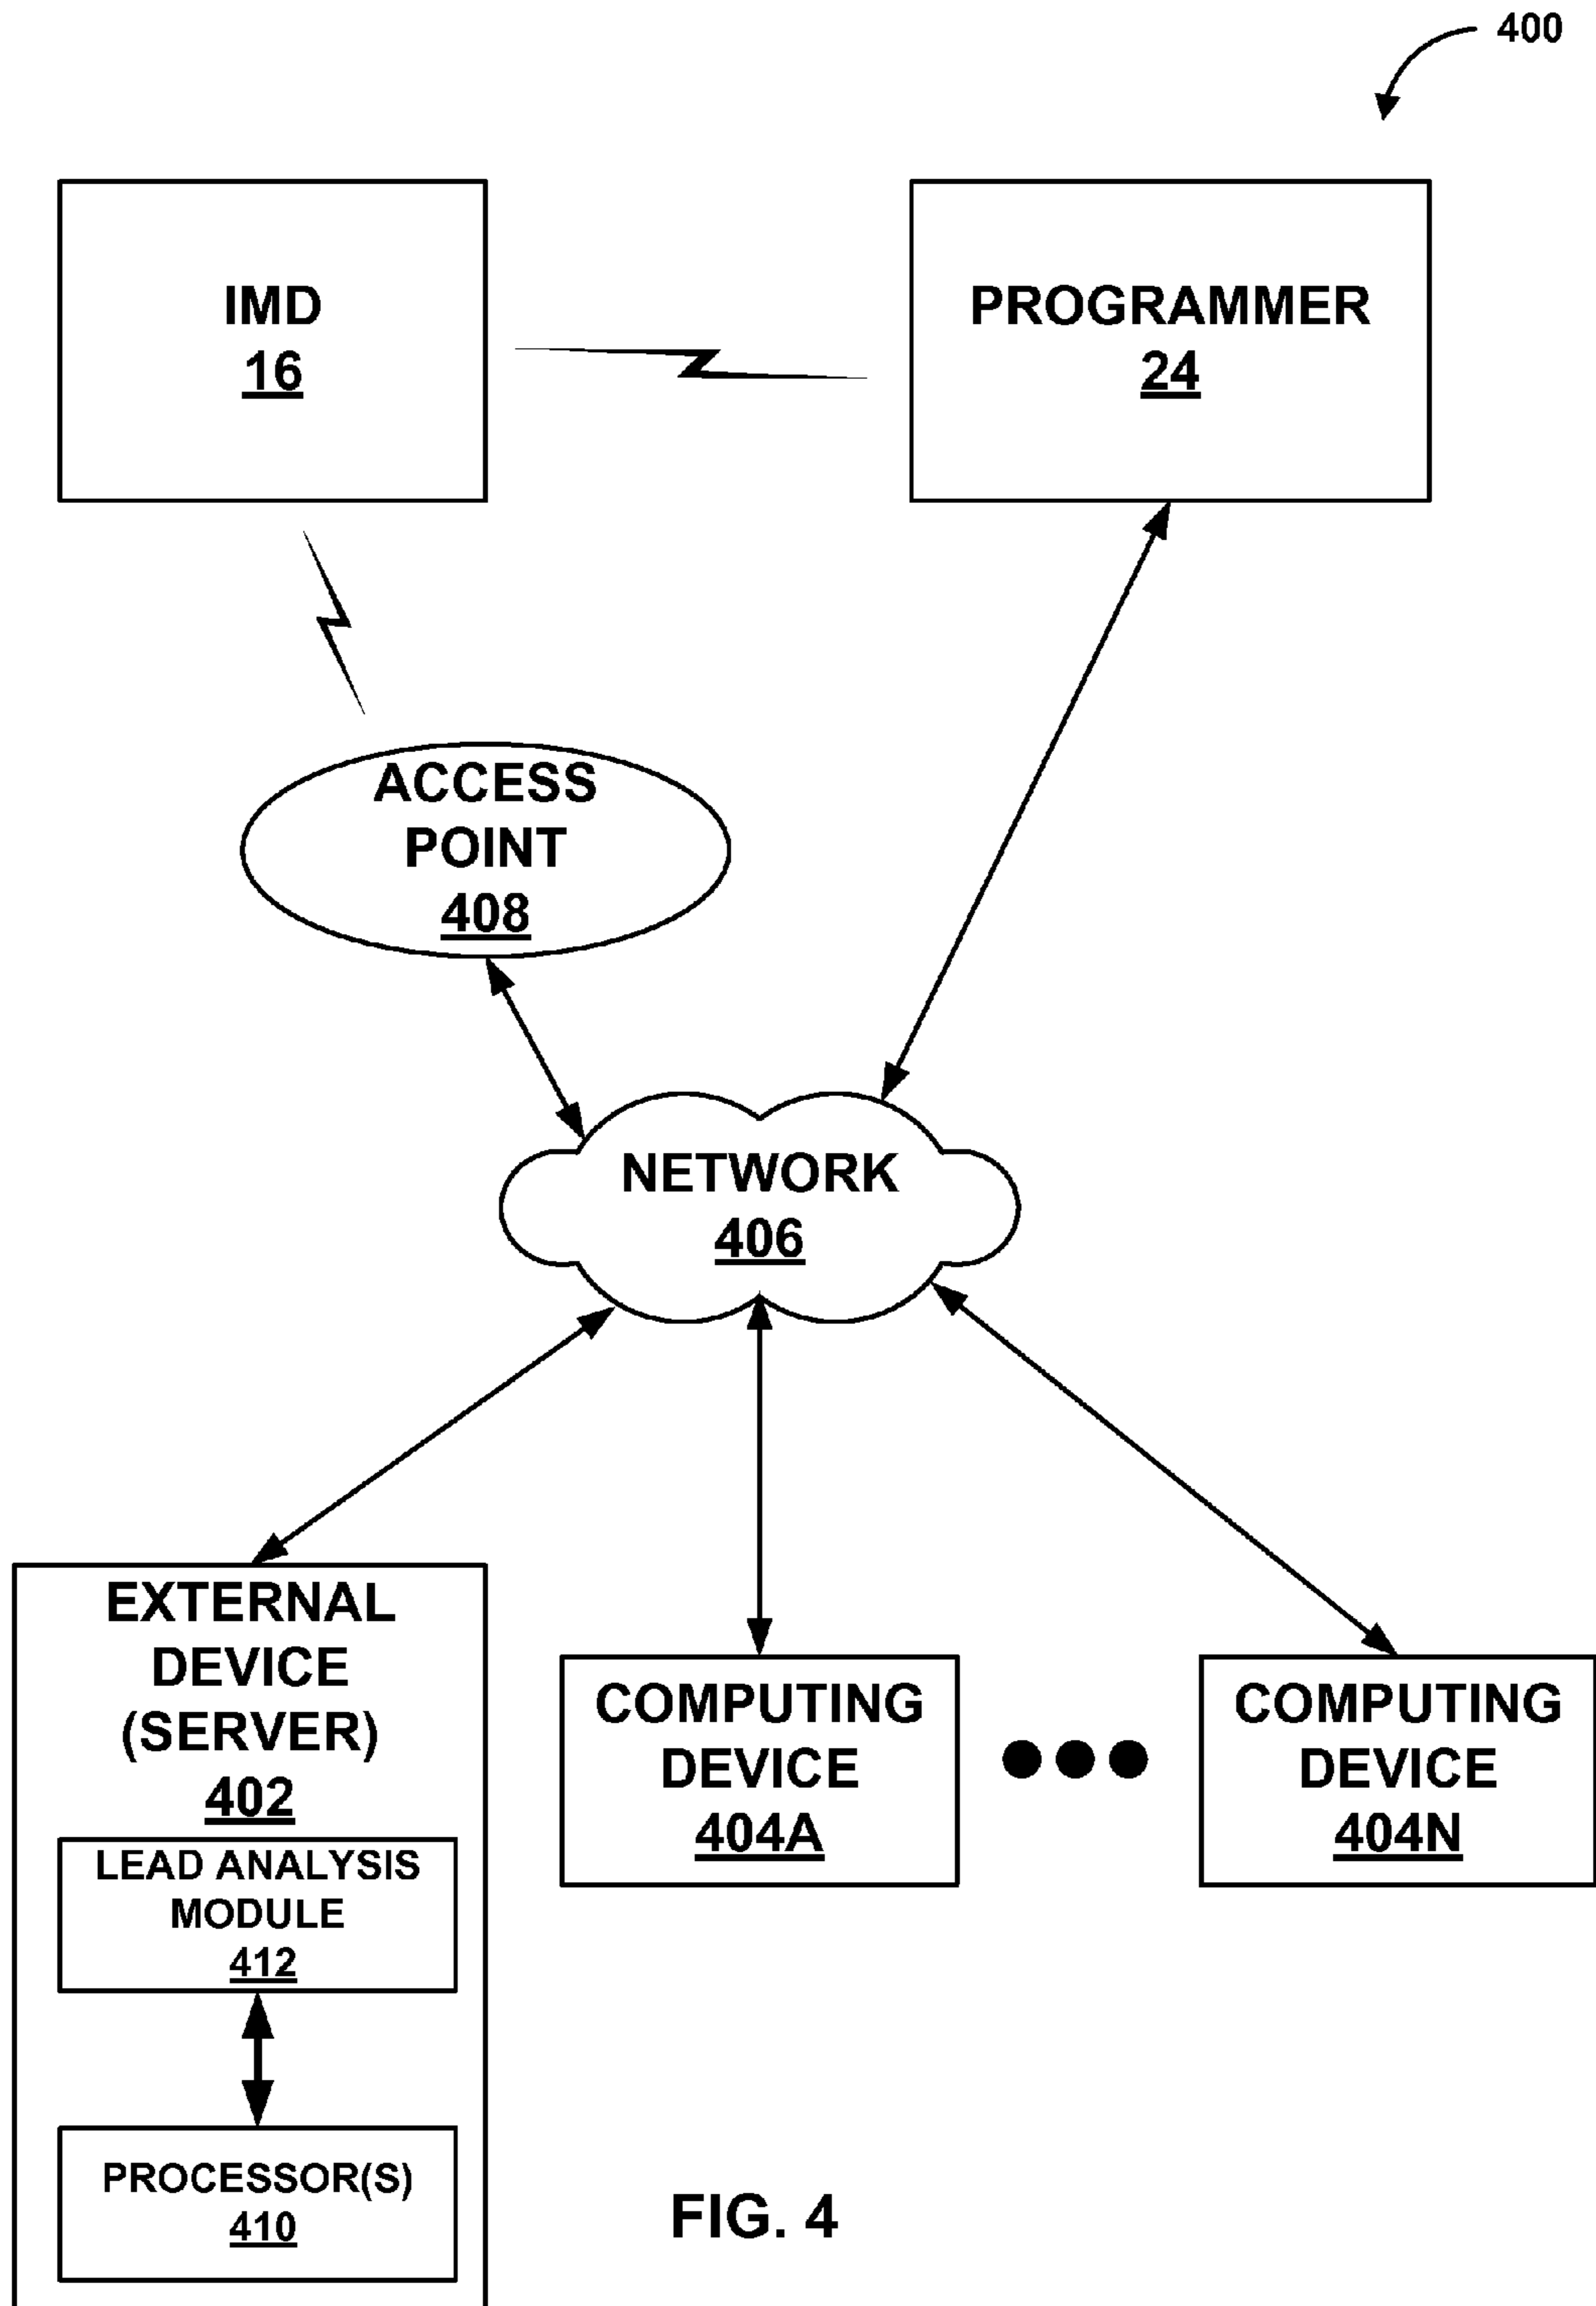 400
IMD
16
PROGRAMMER
24
ACCESS
POINT
408
NETWORK
406
EXTERNAL
DEVICE
(SERVER)
402
LEAD ANALYSIS
MODULE
412
PROCESSOR(S)
410
COMPUTING
DEVICE
404A
COMPUTING
DEVICE
404N
FIG. 4